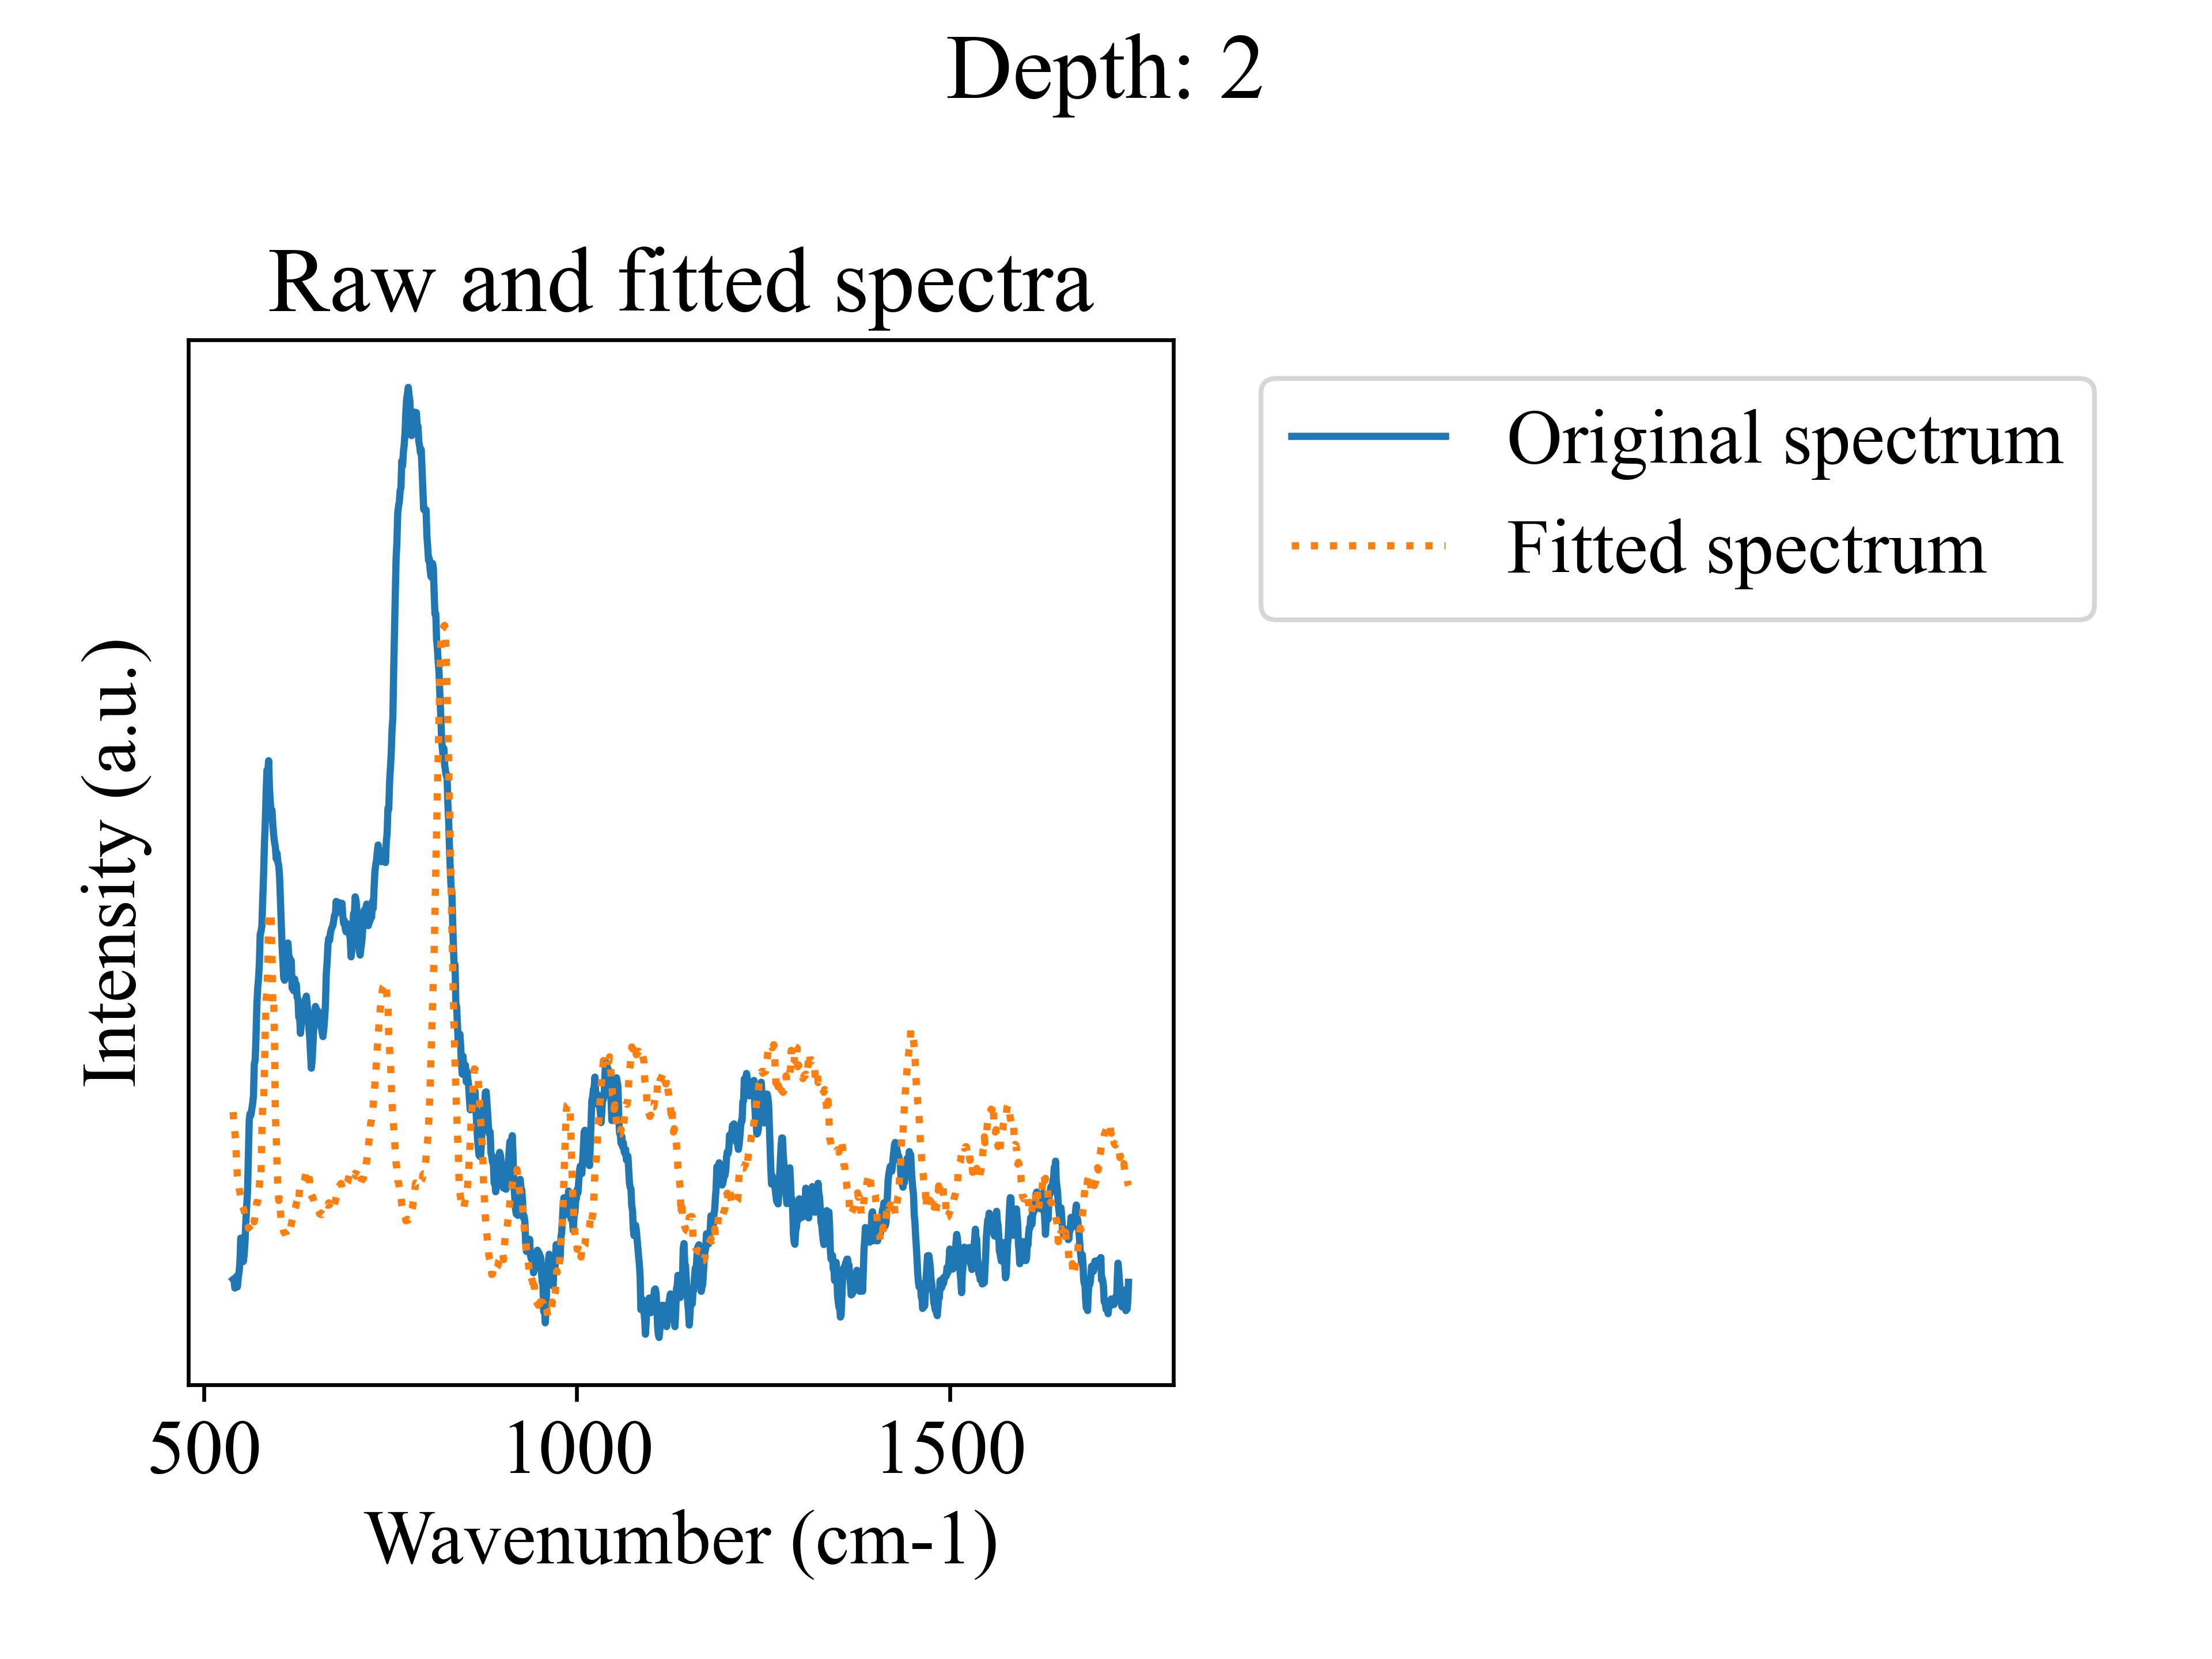 Depth: 2
Raw and fitted spectra
Original spectrum
Fitted spectrum
Intensity (a.u.)
500 1000 1500
Wavenumber (cm-1)